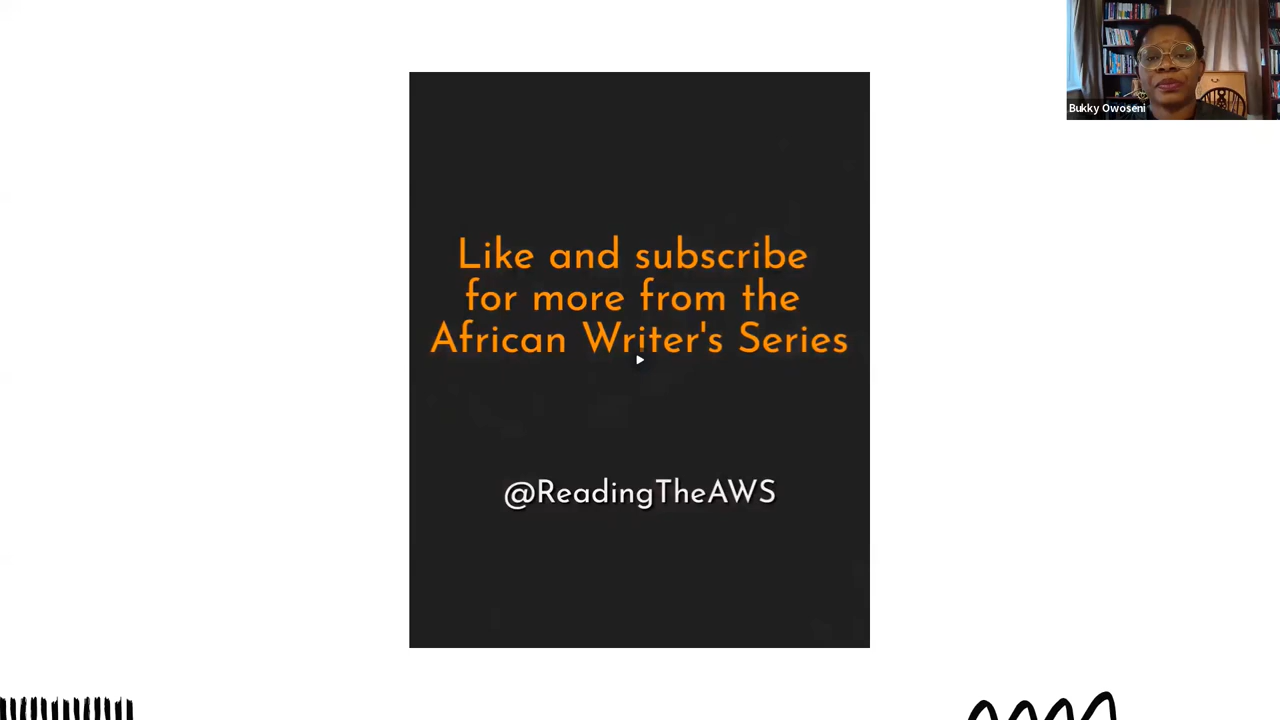 Bukky Owoseni
Like and subscribe
for more from the
African Writer's Series
@ReadingTheAWS